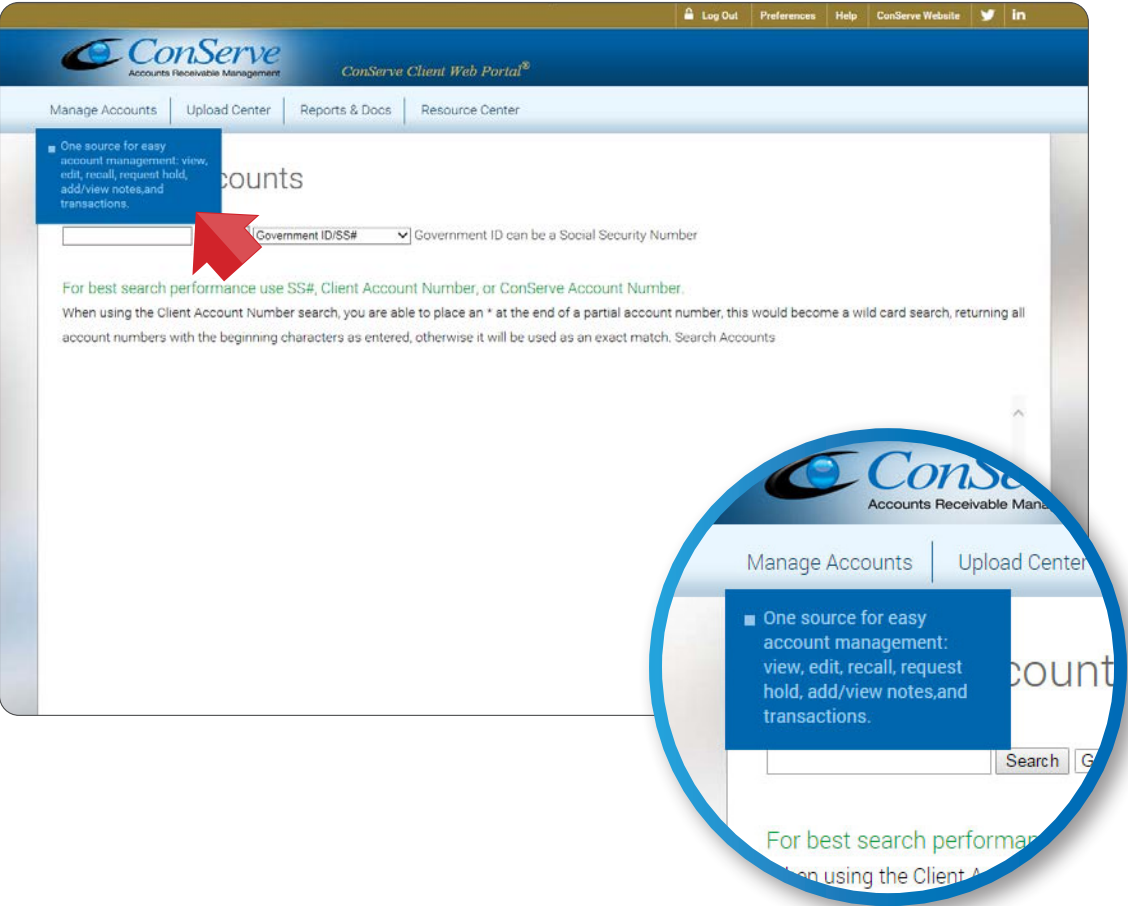 Log Out Preferences Help ConServe Website
ConServe
Accounts Receivable Management
ConServe Client Web Portal®
Manage Accounts Upload Center Reports & Docs Resource Center
One source for easy
account management: view,
edit, recall, request hold,
add/view notes,and
transactions.
counts
Government ID/SS# Government ID can be a Social Security Number
For best search performance use SS#, Client Account Number, or ConServe Account Number.
When using the Client Account Number search, you are able to place an * at the end of a partial account number, this would become a wild card search, returning all
account numbers with the beginning characters as entered, otherwise it will be used as an exact match. Search Accounts
ConSe
Accounts Receivable Mana
Manage Accounts Upload Center
One source for easy
account management:
view, edit, recall, request
hold, add/view notes,and
transactions.
count
Search G
For best search performan
en using the Client A